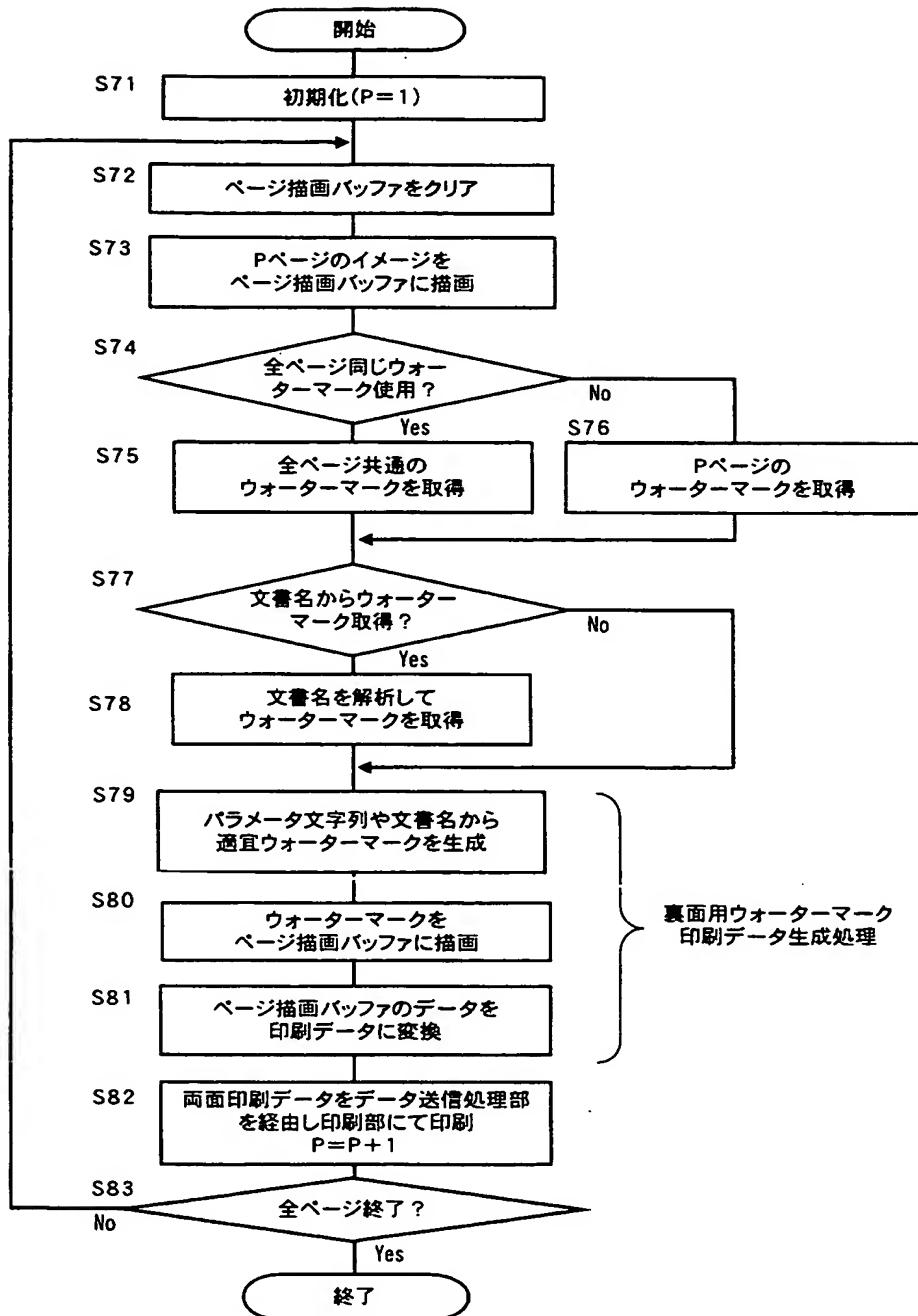 開始
S71
初期化(P=1)
S72
ページ描画バッファをクリア
S73
Pページのイメージを
ページ描画バッファに描画
S74
全ページ同じウォー
ターマーク使用？
No
Yes
S75
全ページ共通の
ウォーターマークを取得
S76
Pページの
ウォーターマークを取得
S77
文書名からウォーター
マーク取得？
No
Yes
S78
文書名を解析して
ウォーターマークを取得
S79
パラメータ文字列や文書名から
適宜ウォーターマークを生成
S80
ウォーターマークを
ページ描画バッファに描画
裏面用ウォーターマーク
印刷データ生成処理
S81
ページ描画バッファのデータを
印刷データに変換
S82
両面印刷データをデータ送信処理部
を経由し印刷部にて印刷
P=P+1
S83
全ページ終了？
No
Yes
終了